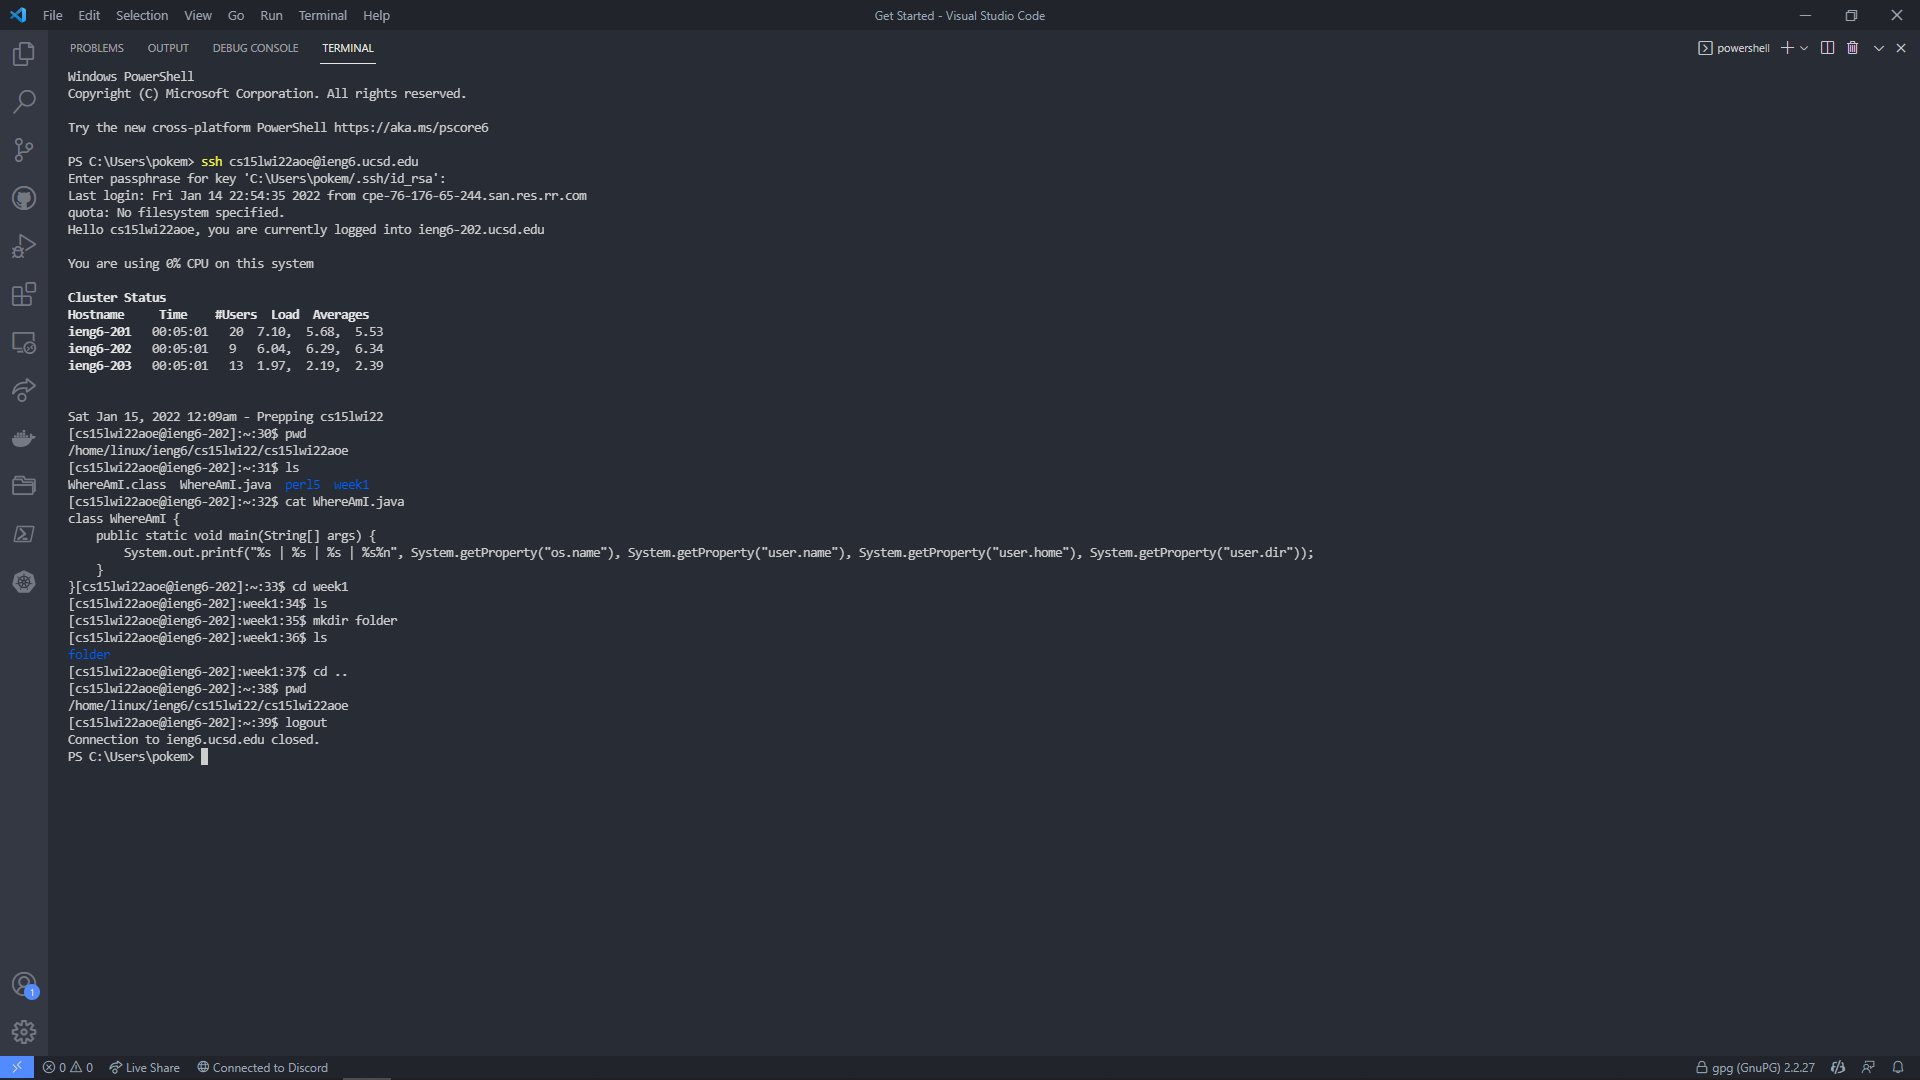 File Edit Selection View Go Run Terminal Help
Get Started - Visual Studio Code
PROBLEMS OUTPUT DEBUG CONSOLE TERMINAL
powershell
Windows PowerShell
Copyright (C) Microsoft Corporation. All rights reserved.
Try the new cross-platform PowerShell https://aka.ms/pscore6
PS C:\Users\pokem> ssh cs15lwi22aoe@ieng6.ucsd.edu
Enter passphrase for key 'C:\Users\pokem/.ssh/id_rsa':
Last login: Fri Jan 14 22:54:35 2022 from cpe-76-176-65-244.san.res.rr.com
quota: No filesystem specified.
Hello cs15lwi22aoe, you are currently logged into ieng6-202.ucsd.edu
You are using 0% CPU on this system
Cluster Status
Hostname Time #Users Load Averages
ieng6-201 00:05:01 20 7.10, 5.68, 5.53
ieng6-202 00:05:01 9 6.04, 6.29, 6.34
ieng6-203 00:05:01 13 1.97, 2.19, 2.39
Sat Jan 15, 2022 12:09am - Prepping cs15lwi22
[cs15lwi22aoe@ieng6-202]:~:30$ pwd
/home/linux/ieng6/cs15lwi22/cs15lwi22aoe
[cs15lwi22aoe@ieng6-202]:~:31$ ls
WhereAmI.class WhereAmI.java perl5 week1
[cs15lwi22aoe@ieng6-202]:~:32$ cat WhereAmI.java
class WhereAmI {
public static void main(String[] args) {
System.out.printf("%s | %s | %s | %s%n", System.getProperty("os.name"), System.getProperty("user.name"), System.getProperty("user.home"), System.getProperty("user.dir"));
}
}[cs15lwi22aoe@ieng6-202]:~:33$ cd week1
[cs15lwi22aoe@ieng6-202]:week1:34$ ls
[cs15lwi22aoe@ieng6-202]:week1:35$ mkdir folder
[cs15lwi22aoe@ieng6-202]:week1:36$ ls
folder
[cs15lwi22aoe@ieng6-202]:week1:37$ cd ..
[cs15lwi22aoe@ieng6-202]:~:38$ pwd
/home/linux/ieng6/cs15lwi22/cs15lwi22aoe
[cs15lwi22aoe@ieng6-202]:~:39$ logout
Connection to ieng6.ucsd.edu closed.
PS C:\Users\pokem>
1
0 0 Live Share Connected to Discord
gpg (GnuPG) 2.2.27